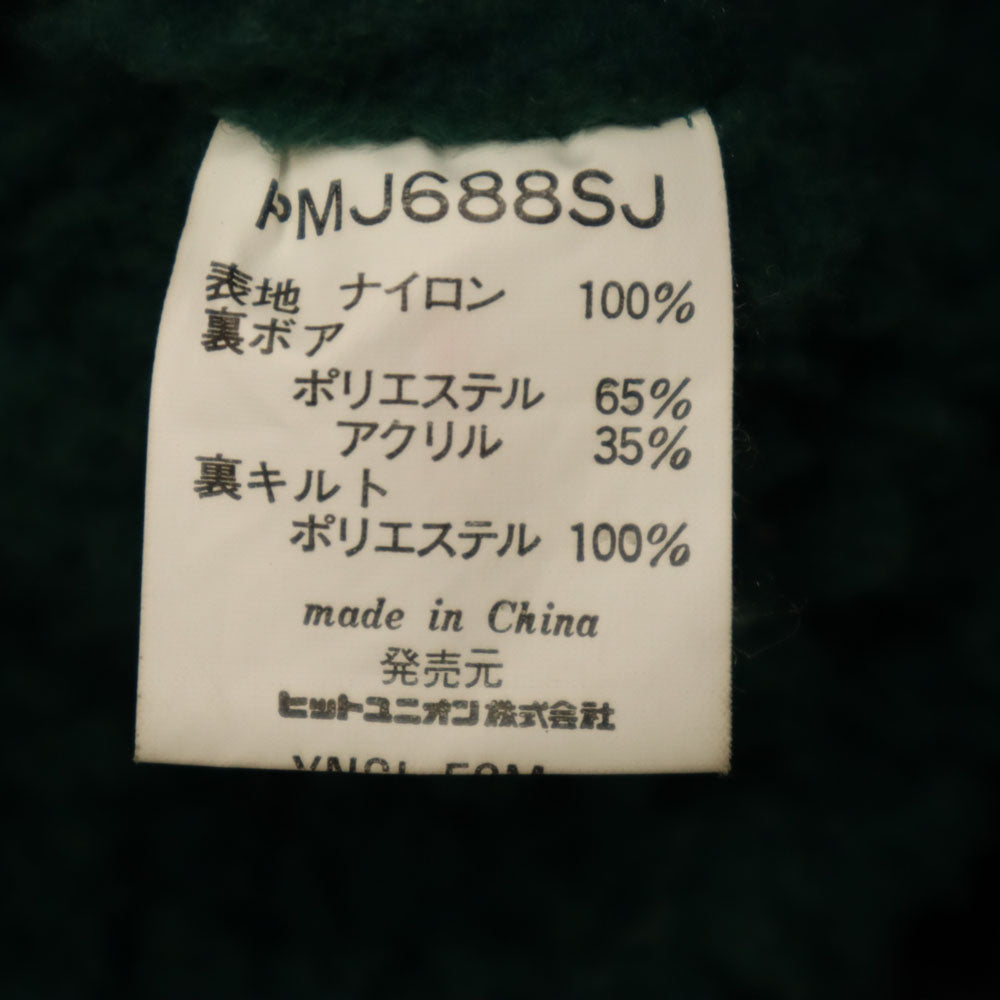 MJ688SJ
表地 ナイロン 100%
裏ボア
ポリエステル 65%
アクリル 35%
裏キルト
ポリエステル 100%
made in China
発売元
ヒットユニオン株式会社